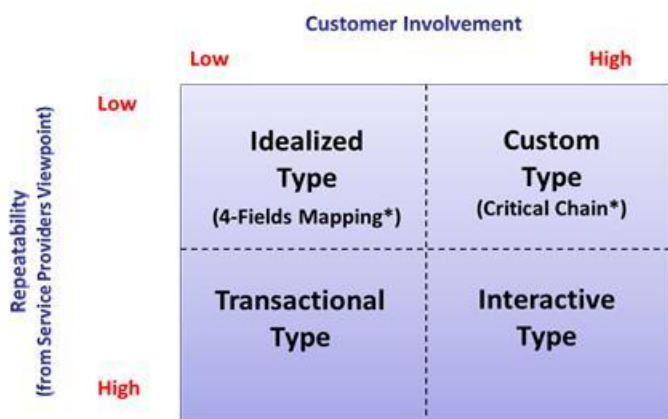 Customer Involvement
Low
High
Low
Repeatability
(from Service Providers Viewpoint)
Idealized
Type
(4-Fields Mapping*)
Custom
Type
(Critical Chain*)
Transactional
Type
Interactive
Type
High